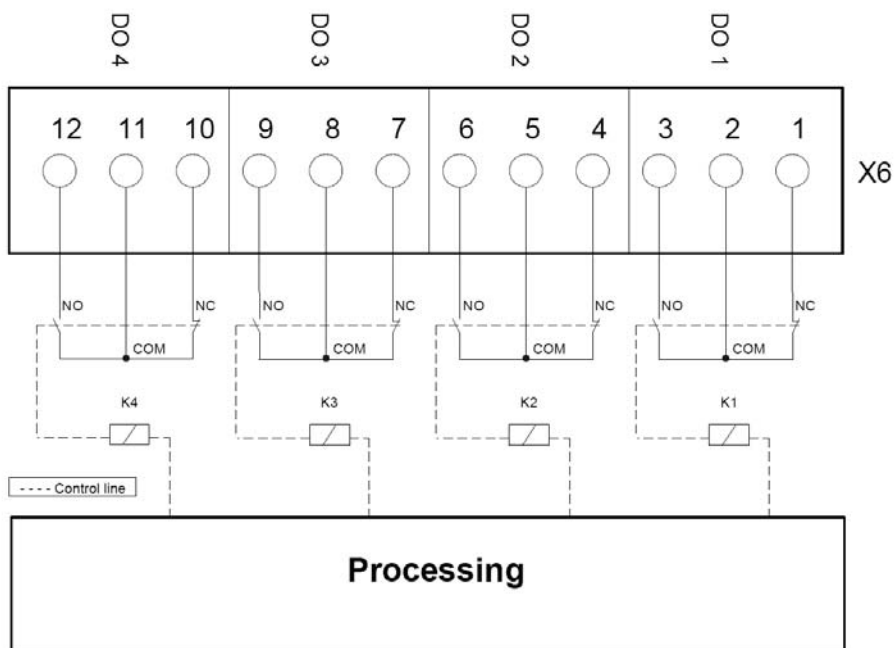 DO 4 DO 3 DO 2 DO 1
12 11 10 9 8 7 6 5 4 3 2 1
X6
NO NC NO NC NO NC NO NC
COM COM COM COM
K4 K3 K2 K1
Control line
Processing